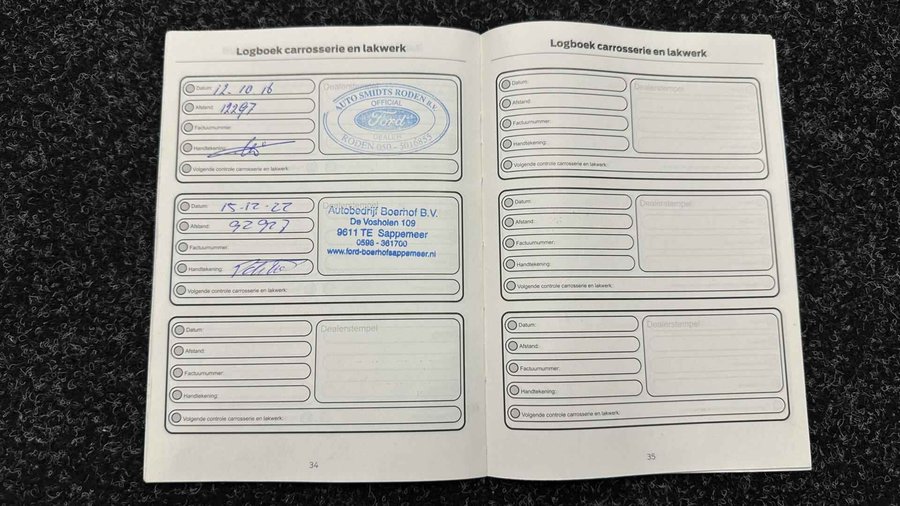 Logboek carrosserie en lakwerk
Datum: 12.10.16
Afstand: 12297
Factuurnummer:
Handtekening:
Volgende controle carrosserie en lakwerk:
Dealerstempel
AUTO SMIDTS RODEN B.V.
OFFICIAL
Ford
DEALER
RODEN 050 - 5016855
Datum: 15-12-22
Afstand: 92927
Factuurnummer:
Handtekening:
Volgende controle carrosserie en lakwerk:
Dealerstempel
Autobedrijf Boerhof B.V.
De Vosholen 109
9611 TE Sappemeer
0598 - 361700
www.ford-boerhofsappemeer.nl
Datum:
Afstand:
Factuurnummer:
Handtekening:
Volgende controle carrosserie en lakwerk:
Dealerstempel
34
Logboek carrosserie en lakwerk
Datum:
Afstand:
Factuurnummer:
Handtekening:
Volgende controle carrosserie en lakwerk:
Dealerstempel
Datum:
Afstand:
Factuurnummer:
Handtekening:
Volgende controle carrosserie en lakwerk:
Dealerstempel
Datum:
Afstand:
Factuurnummer:
Handtekening:
Volgende controle carrosserie en lakwerk:
Dealerstempel
35